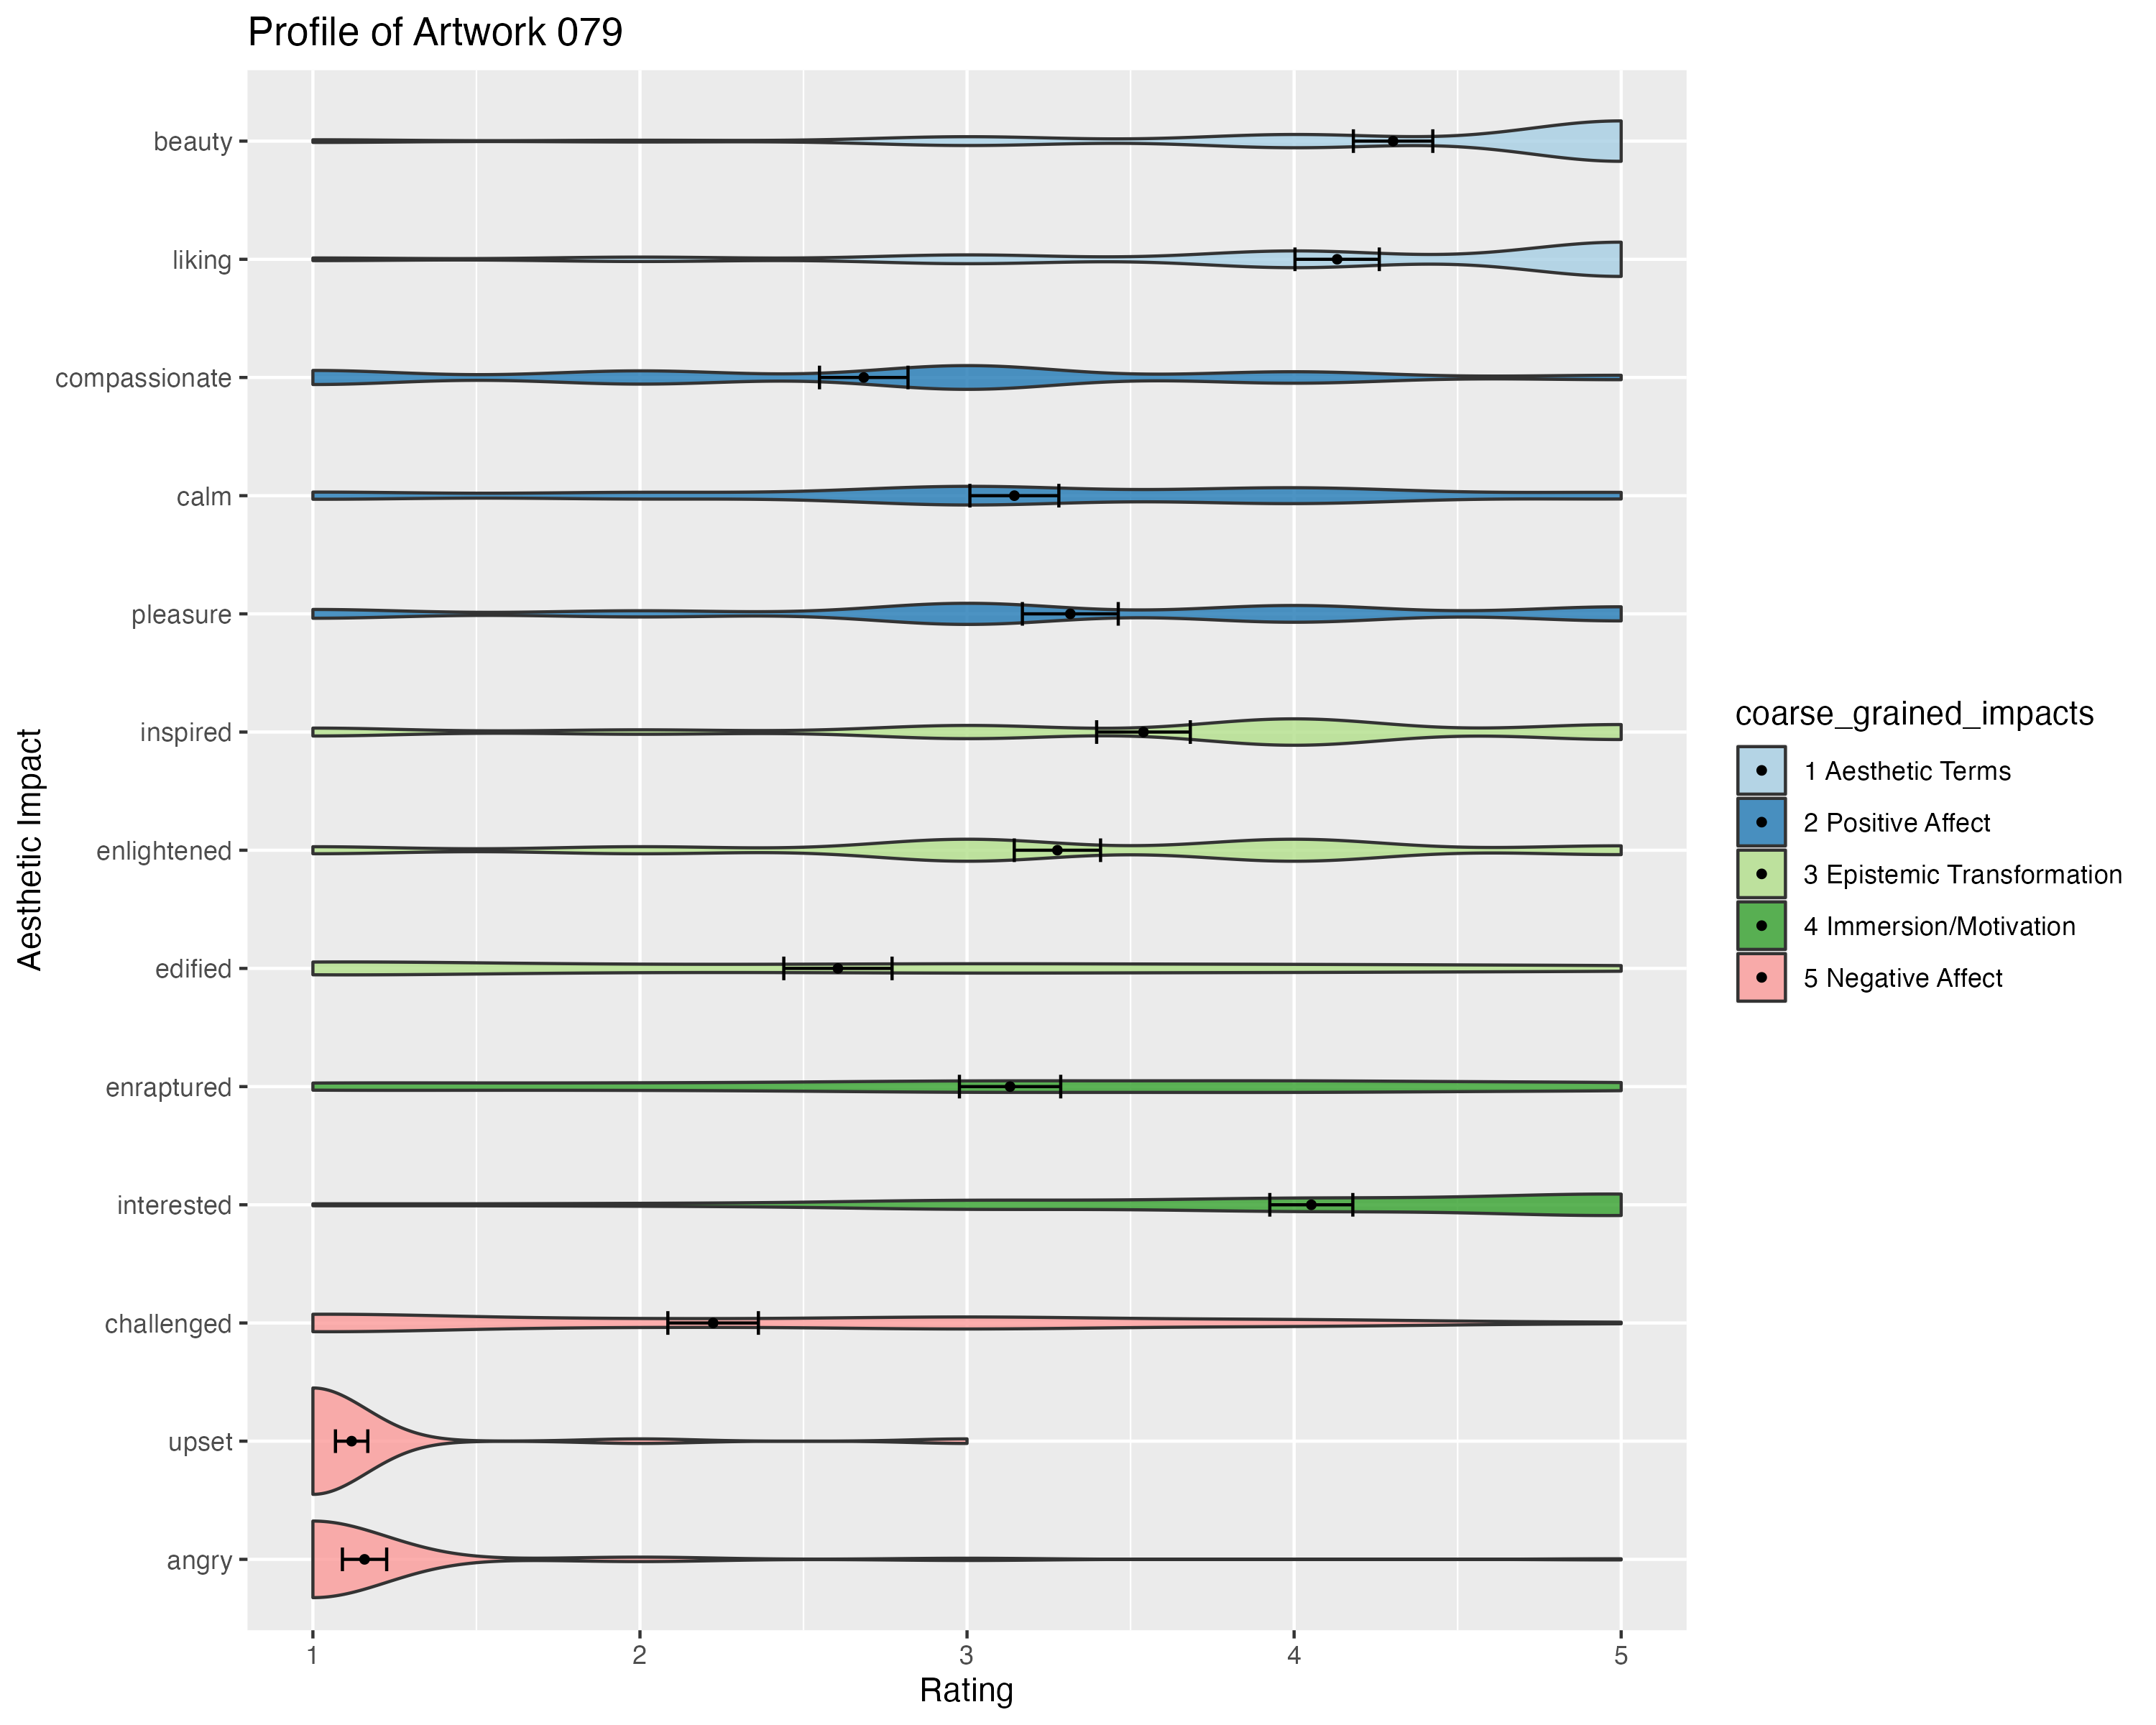 Profile of Artwork 079
Aesthetic Impact
beauty
liking
compassionate
calm
pleasure
inspired
enlightened
edified
enraptured
interested
challenged
upset
angry
1 2 3 4 5
Rating
coarse_grained_impacts
1 Aesthetic Terms
2 Positive Affect
3 Epistemic Transformation
4 Immersion/Motivation
5 Negative Affect